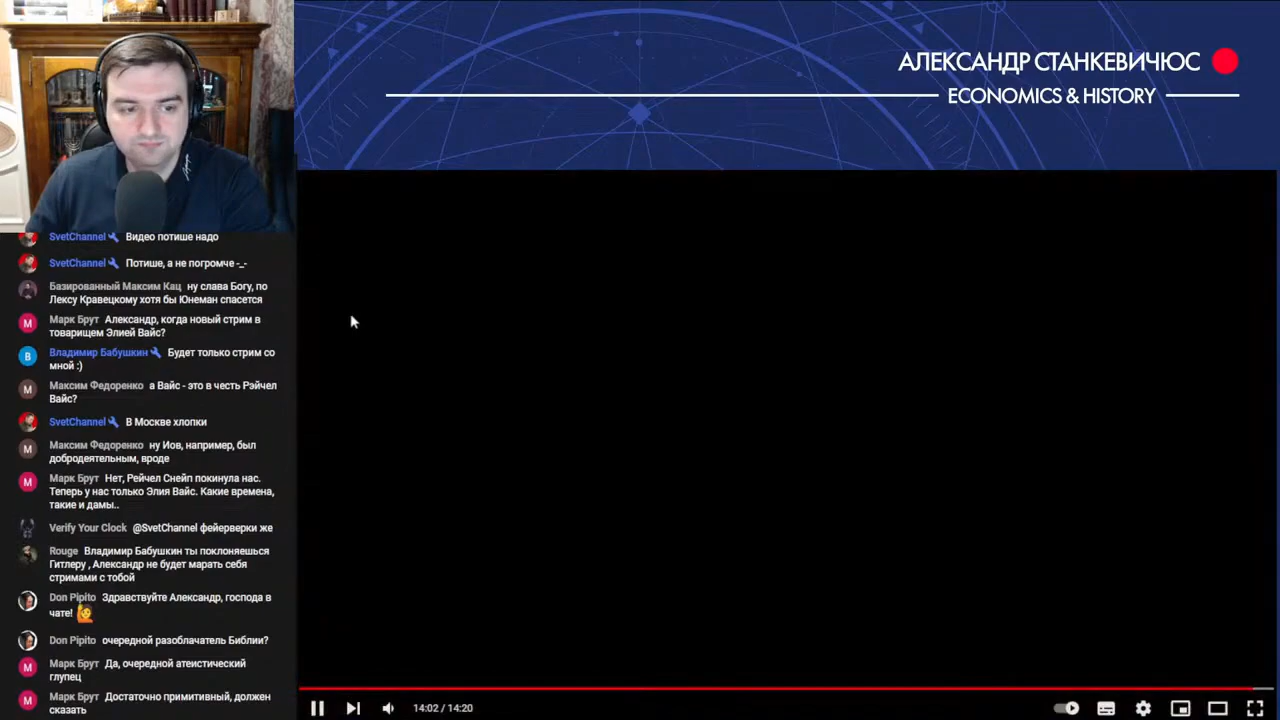 АЛЕКСАНДР СТАНКЕВИЧЮС
ECONOMICS & HISTORY
SvetChannel Видео потише надо
SvetChannel Потише, а не погромче -_-
Базированный Максим Кац ну слава Богу, по
Лексу Кравецкому хотя бы Юнеман спасется
М Марк Брут Александр, когда новый стрим в
товарищем Элией Вайс?
В Владимир Бабушкин Будет только стрим со
мной :)
М Максим Федоренко а Вайс - это в честь Рэйчел
Вайс?
SvetChannel В Москве хлопки
М Максим Федоренко ну Иов, например, был
добродетельным, вроде
М Марк Брут Нет, Рейчел Снейп покинула нас.
Теперь у нас только Элия Вайс. Какие времена,
такие и дамы..
Verify Your Clock @SvetChannel фейерверки же
Rouge Владимир Бабушкин ты поклоняешься
Гитлеру , Александр не будет марать себя
стримами с тобой
Don Pipito Здравствуйте Александр, господа в
чате! 🙋
Don Pipito очередной разоблачатель Библии?
М Марк Брут Да, очередной атеистический
глупец
М Марк Брут Достаточно примитивный, должен
сказать
14:02 / 14:20